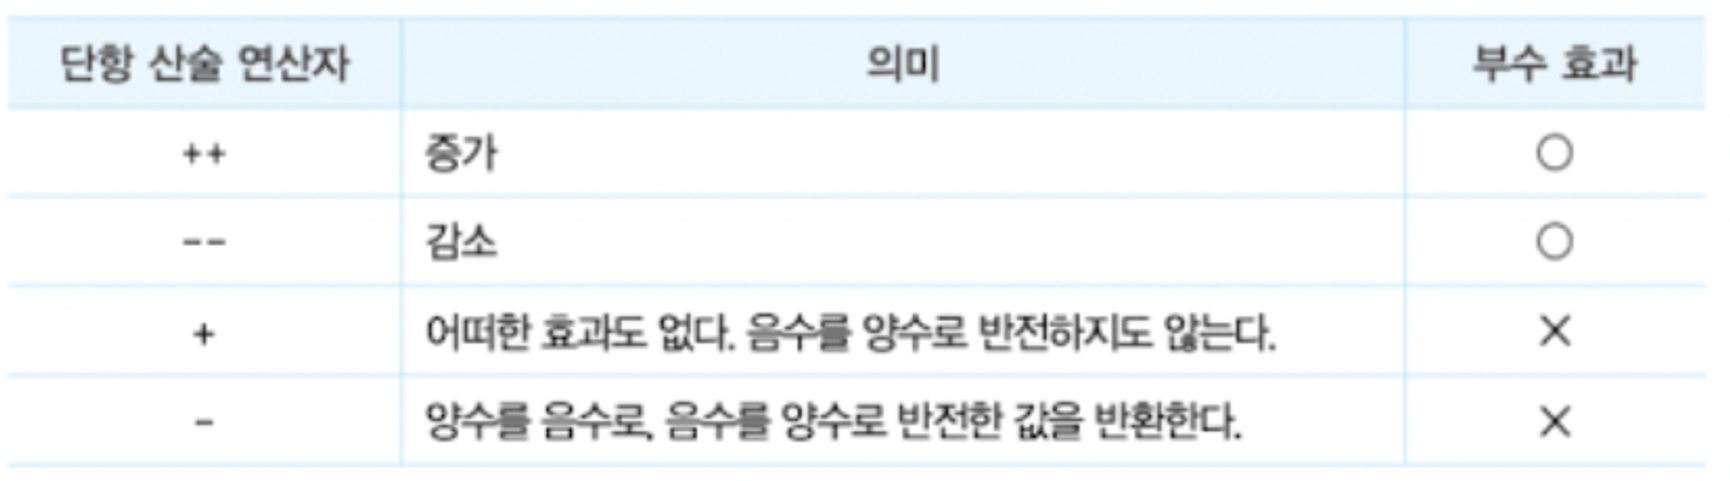 단항 산술 연산자 의미 부수 효과
++ 증가 ○
-- 감소 ○
+ 어떠한 효과도 없다. 음수를 양수로 반전하지도 않는다. ×
- 양수를 음수로, 음수를 양수로 반전한 값을 반환한다. ×